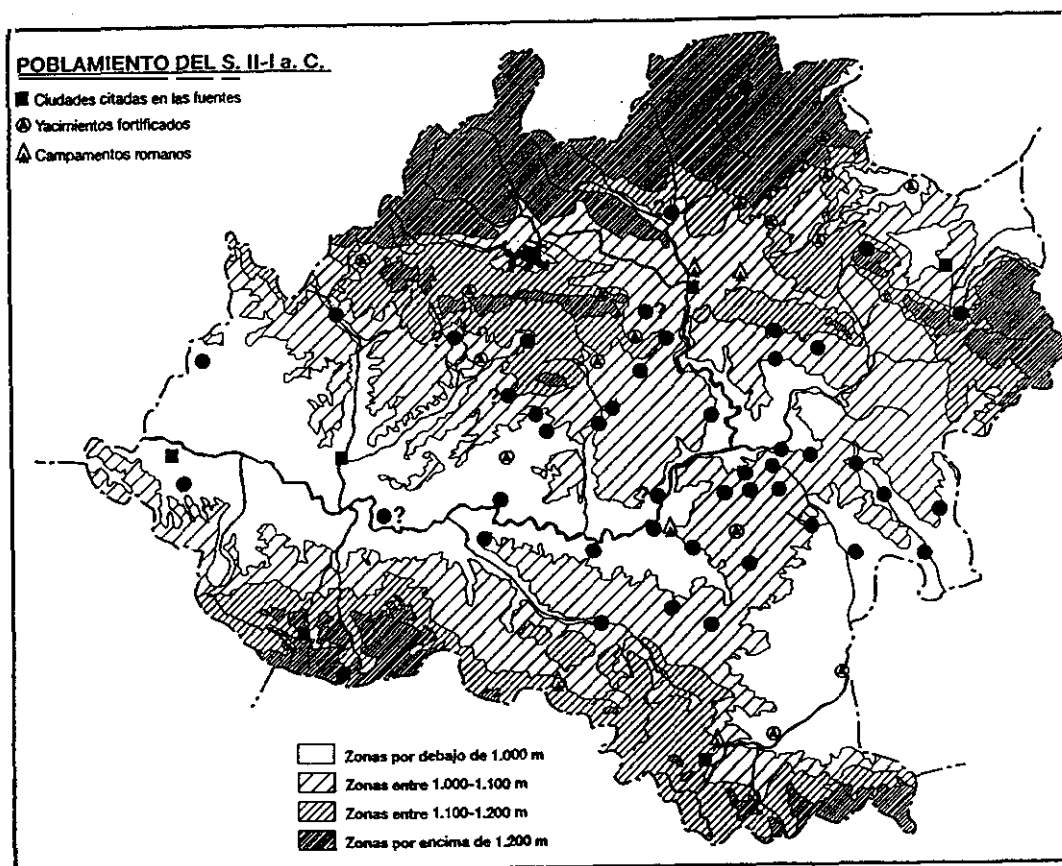 POBLAMIENTO DEL S. II-I a. C.
Ciudades citadas en las fuentes
Yacimientos fortificados
Campamentos romanos
?
?
?
?
Zonas por debajo de 1.000 m
Zonas entre 1.000-1.100 m
Zonas entre 1.100-1.200 m
Zonas por encima de 1.200 m